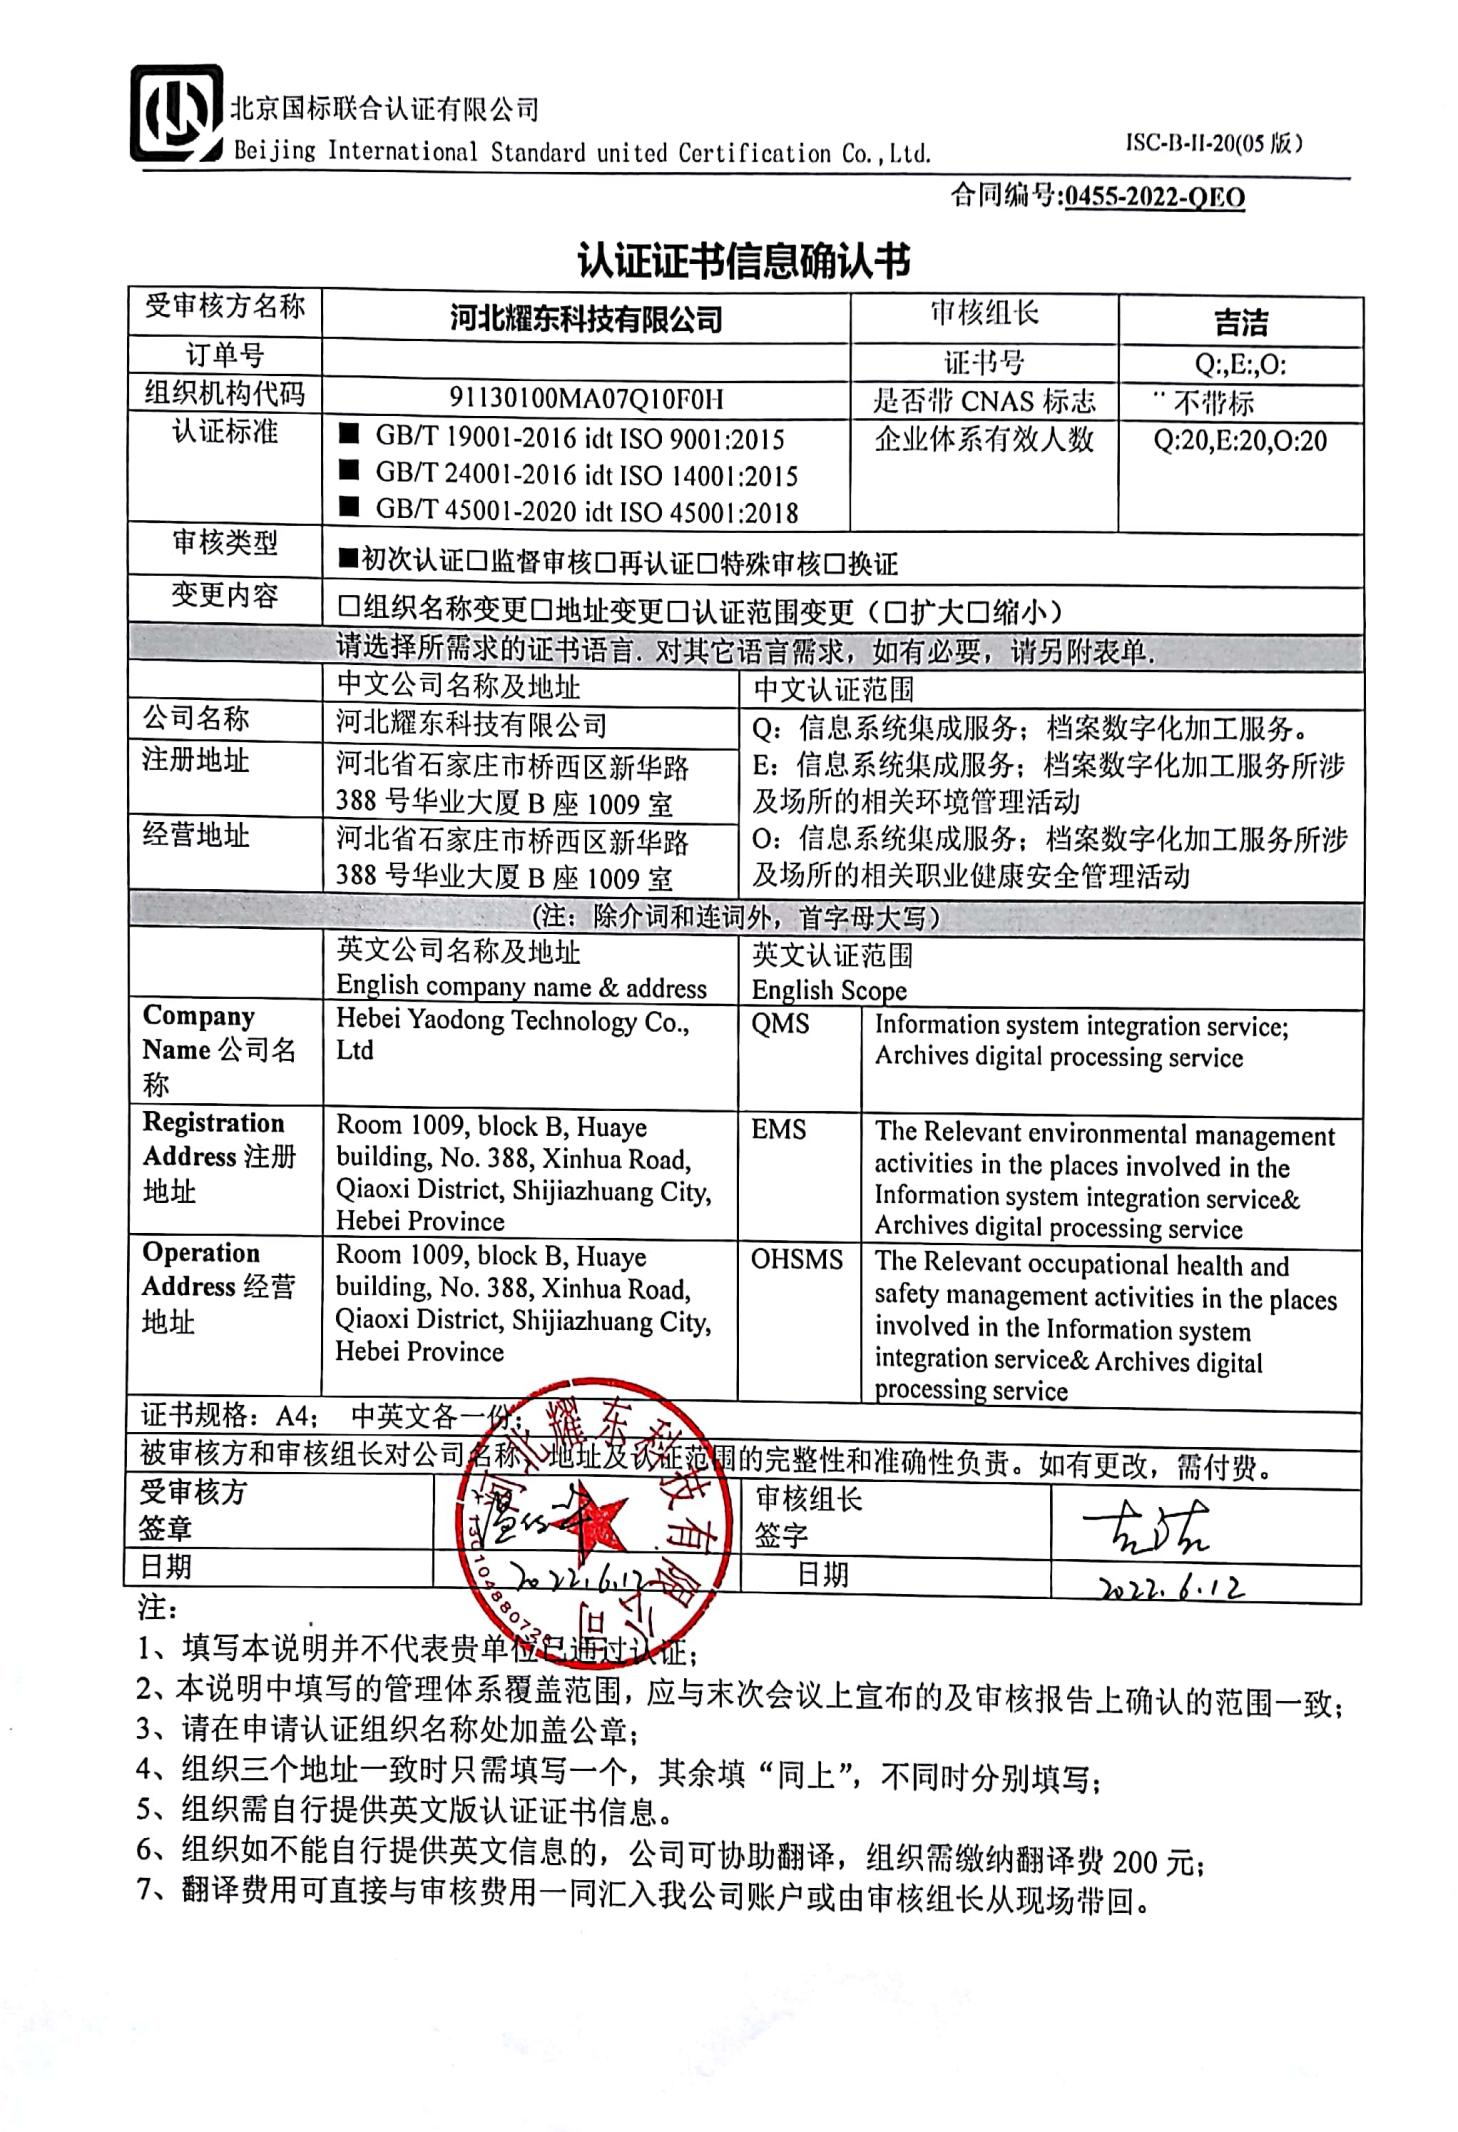 北京国标联合认证有限公司
Beijing International Standard united Certification Co.,Ltd.
ISC-B-II-20(05 版)
合同编号:0455-2022-QEO
认证证书信息确认书
受审核方名称 河北耀东科技有限公司 审核组长 吉洁
订单号 证书号 Q:,E:,O:
组织机构代码 91130100MA07Q10F0H 是否带 CNAS 标志 ¨ 不带标
认证标准 ■ GB/T 19001-2016 idt ISO 9001:2015 企业体系有效人数 Q:20,E:20,O:20
■ GB/T 24001-2016 idt ISO 14001:2015
■ GB/T 45001-2020 idt ISO 45001:2018
审核类型 ■初次认证□监督审核□再认证□特殊审核□换证
变更内容 □组织名称变更□地址变更□认证范围变更（□扩大□缩小）
请选择所需求的证书语言. 对其它语言需求，如有必要，请另附表单.
中文公司名称及地址 中文认证范围
公司名称 河北耀东科技有限公司
注册地址 河北省石家庄市桥西区新华路
388 号华业大厦 B 座 1009 室
经营地址 河北省石家庄市桥西区新华路
388 号华业大厦 B 座 1009 室
Q：信息系统集成服务；档案数字化加工服务。
E：信息系统集成服务；档案数字化加工服务所涉
及场所的相关环境管理活动
O：信息系统集成服务；档案数字化加工服务所涉
及场所的相关职业健康安全管理活动
(注：除介词和连词外，首字母大写)
英文公司名称及地址
English company name & address
英文认证范围
English Scope
Company
Name 公司名
称
Hebei Yaodong Technology Co.,
Ltd
QMS
Information system integration service;
Archives digital processing service
Registration
Address 注册
地址
Room 1009, block B, Huaye
building, No. 388, Xinhua Road,
Qiaoxi District, Shijiazhuang City,
Hebei Province
EMS
The Relevant environmental management
activities in the places involved in the
Information system integration service&
Archives digital processing service
Operation
Address 经营
地址
Room 1009, block B, Huaye
building, No. 388, Xinhua Road,
Qiaoxi District, Shijiazhuang City,
Hebei Province
OHSMS
The Relevant occupational health and
safety management activities in the places
involved in the Information system
integration service& Archives digital
processing service
证书规格：A4； 中英文各一份；
被审核方和审核组长对公司名称、地址及认证范围的完整性和准确性负责。如有更改，需付费。
受审核方
签章
河北耀东科技有限公司
审核组长
签字
吉洁
日期 2022.6.12 日期 2022.6.12
注：
1、填写本说明并不代表贵单位已通过认证；
2、本说明中填写的管理体系覆盖范围，应与末次会议上宣布的及审核报告上确认的范围一致；
3、请在申请认证组织名称处加盖公章；
4、组织三个地址一致时只需填写一个，其余填“同上”，不同时分别填写；
5、组织需自行提供英文版认证证书信息。
6、组织如不能自行提供英文信息的，公司可协助翻译，组织需缴纳翻译费 200 元；
7、翻译费用可直接与审核费用一同汇入我公司账户或由审核组长从现场带回。